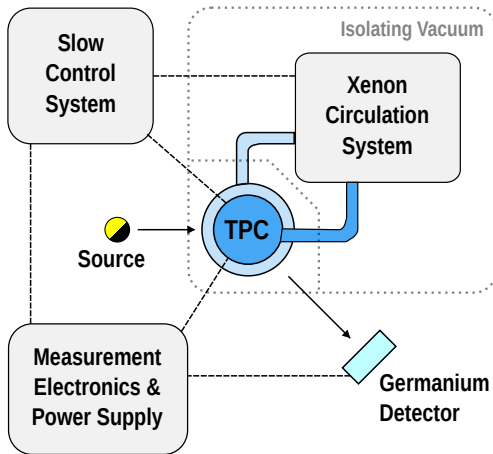 Slow
Control
System
Isolating Vacuum
Xenon
Circulation
System
TPC
Source
Measurement
Electronics &
Power Supply
Germanium
Detector